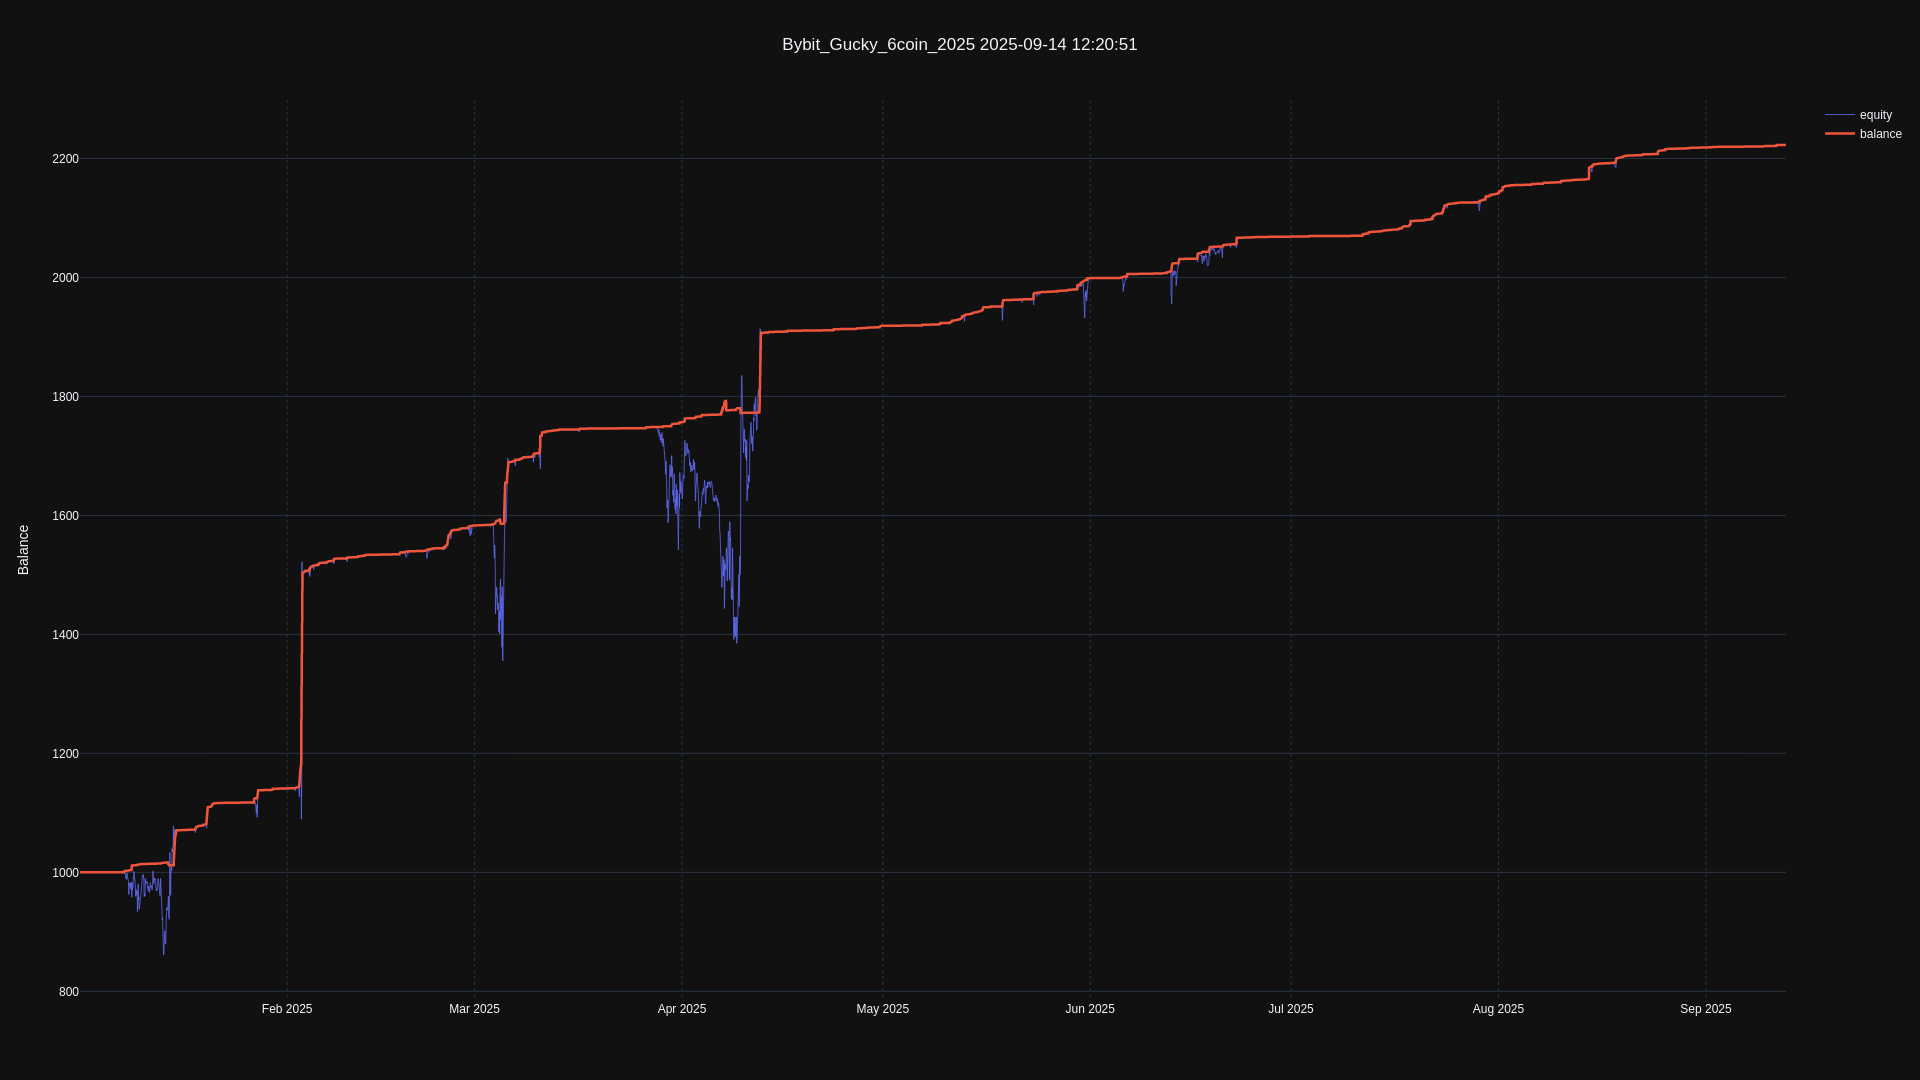 Bybit_Gucky_6coin_2025 2025-09-14 12:20:51
equity
balance
Balance
2200
2000
1800
1600
1400
1200
1000
800
Feb 2025
Mar 2025
Apr 2025
May 2025
Jun 2025
Jul 2025
Aug 2025
Sep 2025